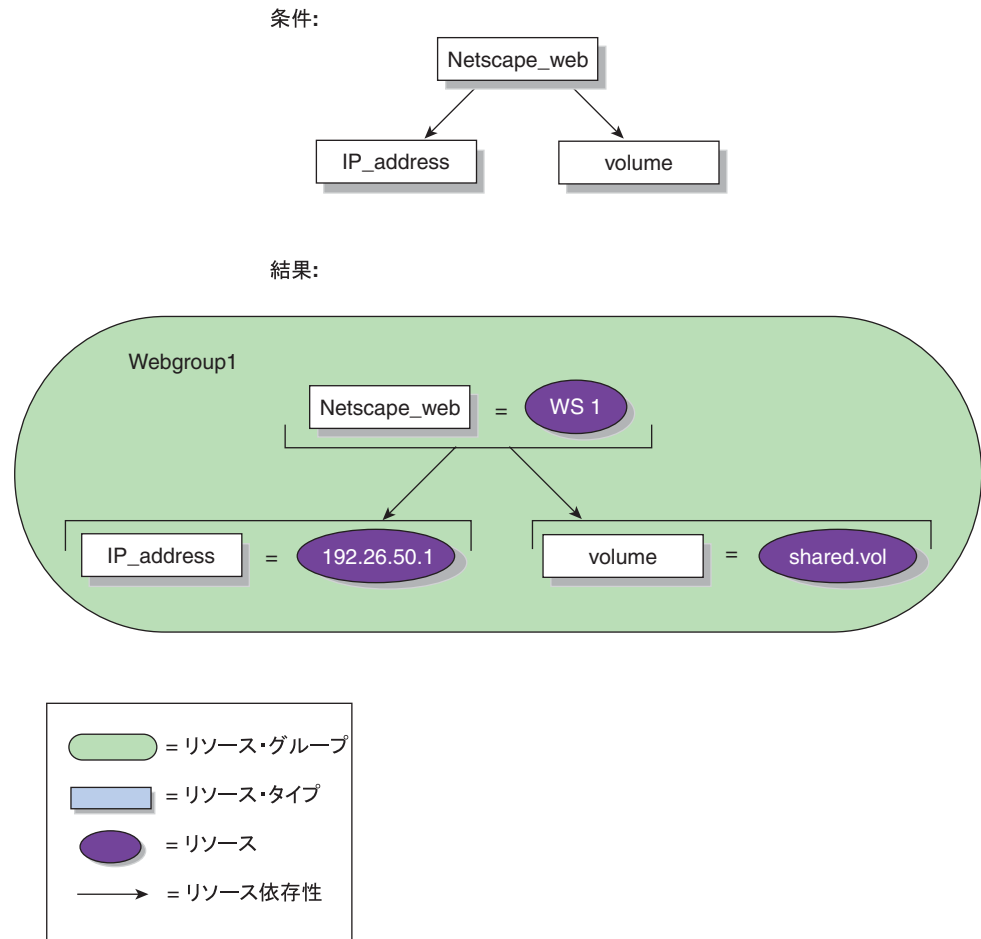 条件:
Netscape_web
IP_address
volume
結果:
Webgroup1
Netscape_web = WS 1
IP_address = 192.26.50.1
volume = shared.vol
= リソース・グループ
= リソース・タイプ
= リソース
= リソース依存性